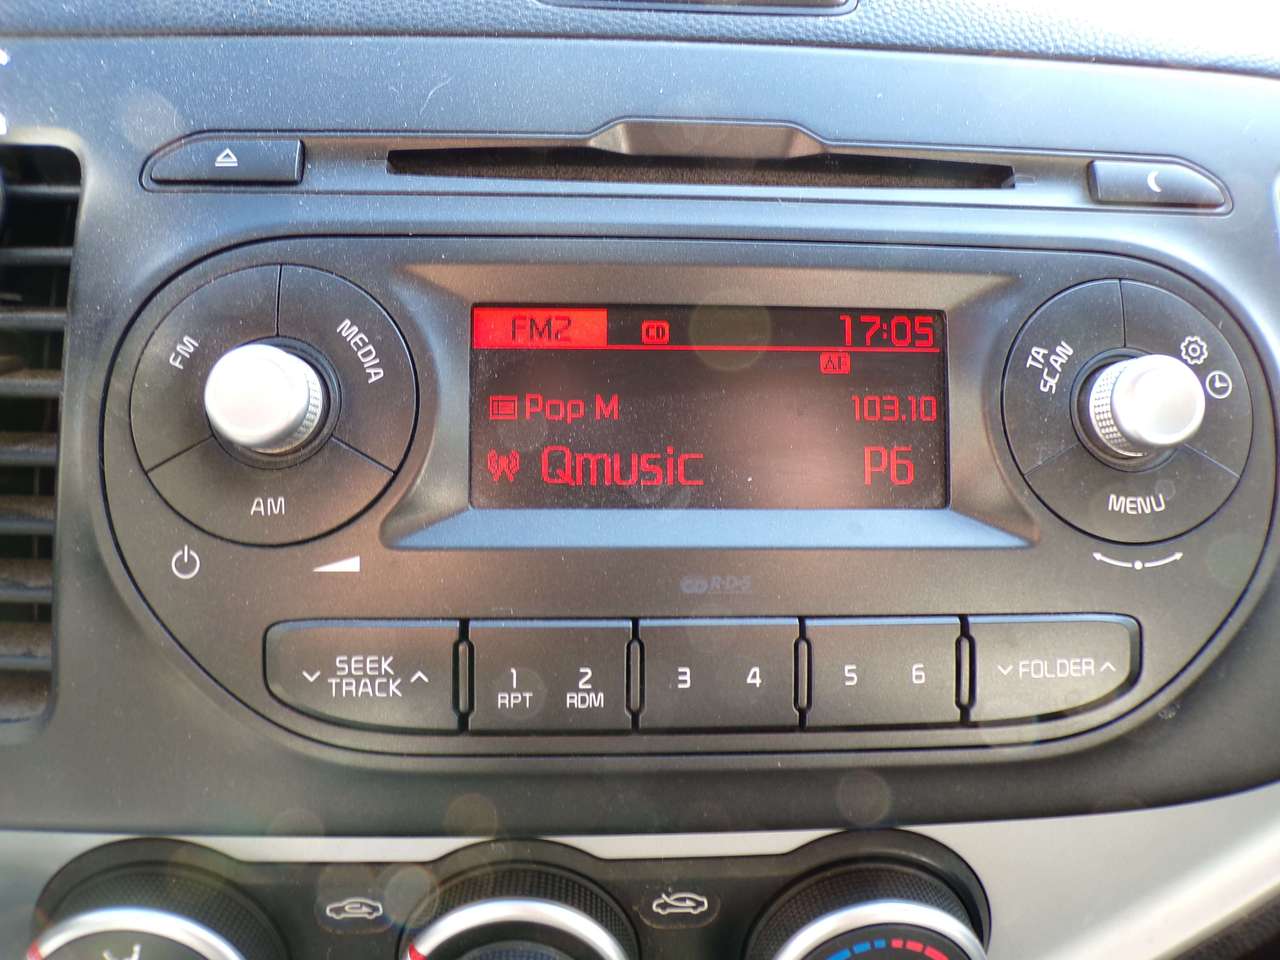 FM2 CD 17:05
AF
Pop M 103.10
Qmusic P6
FM
MEDIA
AM
TA
SCAN
MENU
R·D·S
SEEK
TRACK
1
RPT
2
RDM
3
4
5
6
FOLDER